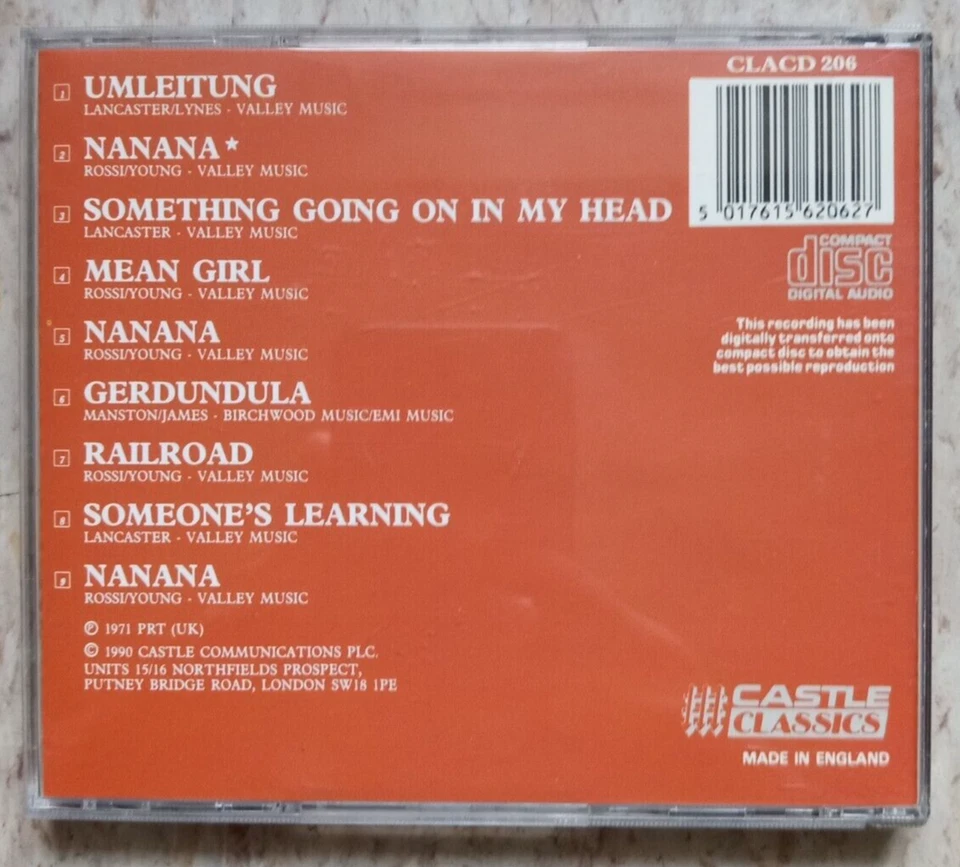 CLACD 206
1 UMLEITUNG
LANCASTER/LYNES - VALLEY MUSIC
2 NANANA★
ROSSI/YOUNG - VALLEY MUSIC
3 SOMETHING GOING ON IN MY HEAD
LANCASTER - VALLEY MUSIC
4 MEAN GIRL
ROSSI/YOUNG - VALLEY MUSIC
5 NANANA
ROSSI/YOUNG - VALLEY MUSIC
6 GERDUNDULA
MANSTON/JAMES - BIRCHWOOD MUSIC/EMI MUSIC
7 RAILROAD
ROSSI/YOUNG - VALLEY MUSIC
8 SOMEONE'S LEARNING
LANCASTER - VALLEY MUSIC
9 NANANA
ROSSI/YOUNG - VALLEY MUSIC
℗ 1971 PRT (UK)
© 1990 CASTLE COMMUNICATIONS PLC.
UNITS 15/16 NORTHFIELDS PROSPECT,
PUTNEY BRIDGE ROAD, LONDON SW18 1PE
5 017615 620627
COMPACT
disc
DIGITAL AUDIO
This recording has been
digitally transferred onto
compact disc to obtain the
best possible reproduction
CASTLE
CLASSICS
MADE IN ENGLAND